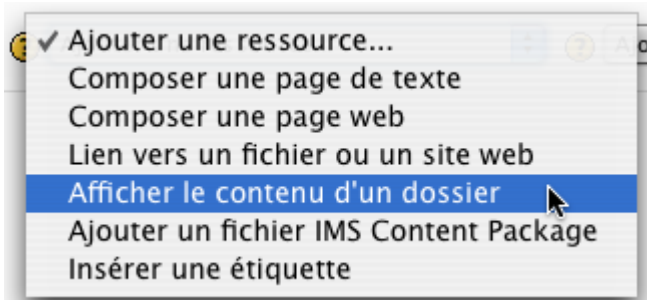 Ajouter une ressource...
Composer une page de texte
Composer une page web
Lien vers un fichier ou un site web
Afficher le contenu d'un dossier
Ajouter un fichier IMS Content Package
Insérer une étiquette